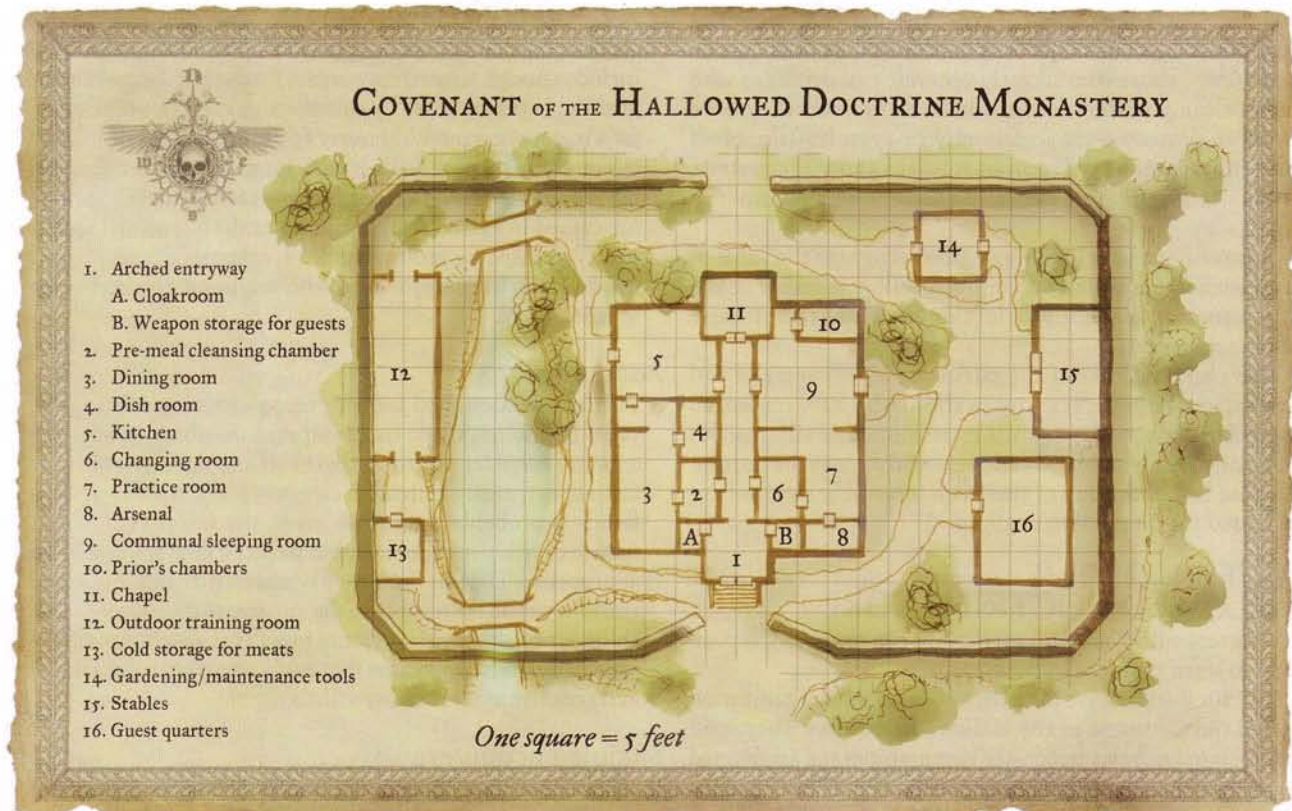 N
W
E
S
COVENANT OF THE HALLOWED DOCTRINE MONASTERY
1. Arched entryway
A. Cloakroom
B. Weapon storage for guests
2. Pre-meal cleansing chamber
3. Dining room
4. Dish room
5. Kitchen
6. Changing room
7. Practice room
8. Arsenal
9. Communal sleeping room
10. Prior's chambers
11. Chapel
12. Outdoor training room
13. Cold storage for meats
14. Gardening/maintenance tools
15. Stables
16. Guest quarters
14
11
10
5
12
9
15
4
3
2
6
7
16
13
A
B
8
1
One square = 5 feet